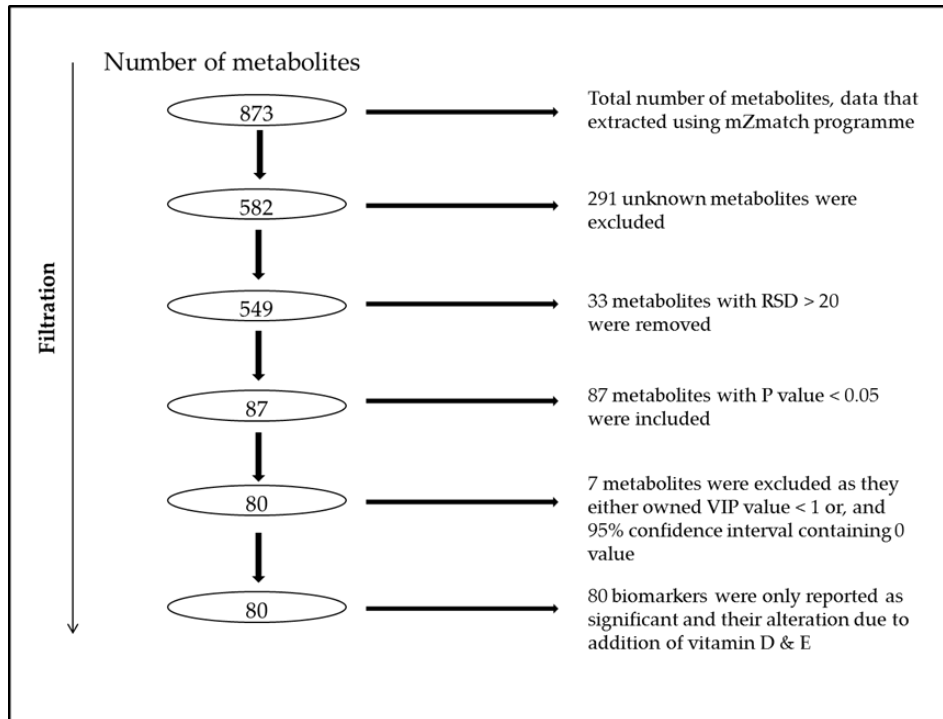 Number of metabolites
Filtration
873
Total number of metabolites, data that
extracted using mZmatch programme
582
291 unknown metabolites were
excluded
549
33 metabolites with RSD > 20
were removed
87
87 metabolites with P value < 0.05
were included
80
7 metabolites were excluded as they
either owned VIP value < 1 or, and
95% confidence interval containing 0
value
80
80 biomarkers were only reported as
significant and their alteration due to
addition of vitamin D & E